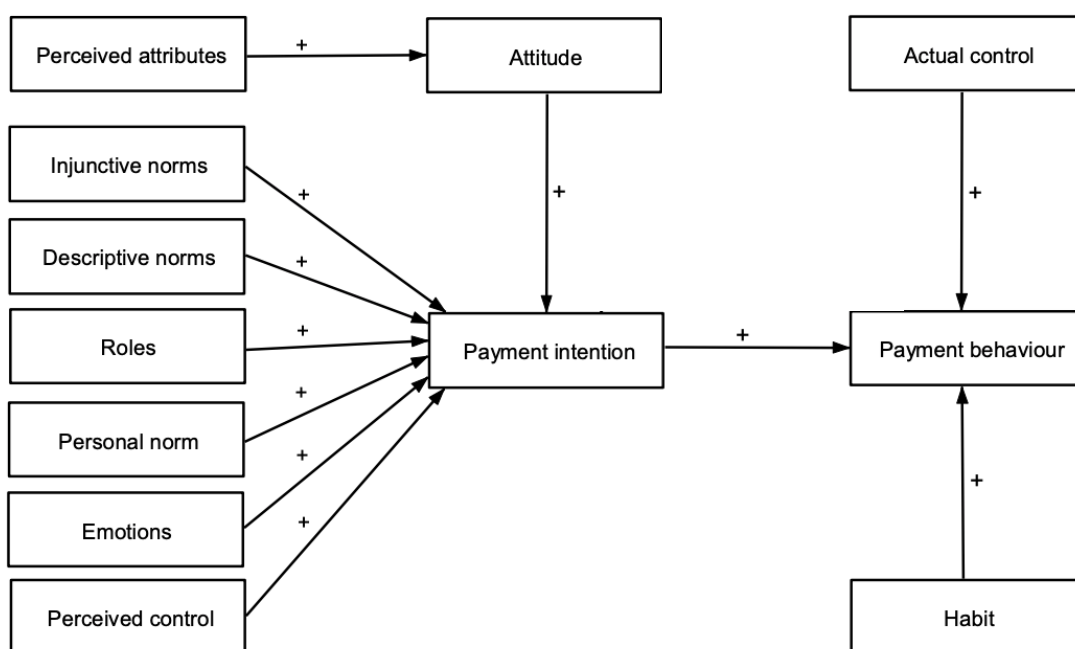 Perceived attributes
+
Attitude
Actual control
Injunctive norms
+
+
+
Descriptive norms
+
Roles
+
Payment intention
+
Payment behaviour
Personal norm
+
Emotions
+
+
Perceived control
+
Habit